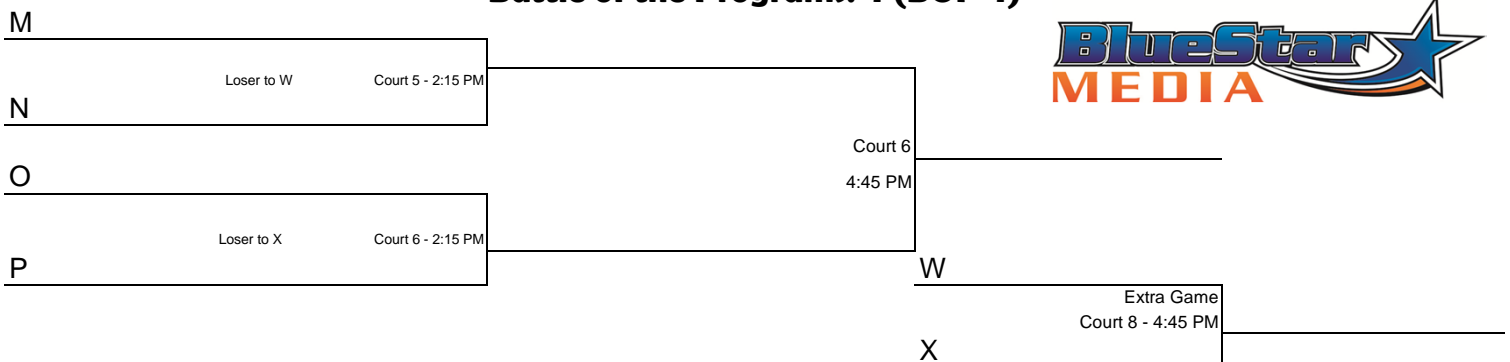 M
Loser to W Court 5 - 2:15 PM
N
BlueStar
MEDIA
Court 6
4:45 PM
O
Loser to X Court 6 - 2:15 PM
P
W
Extra Game
Court 8 - 4:45 PM
X